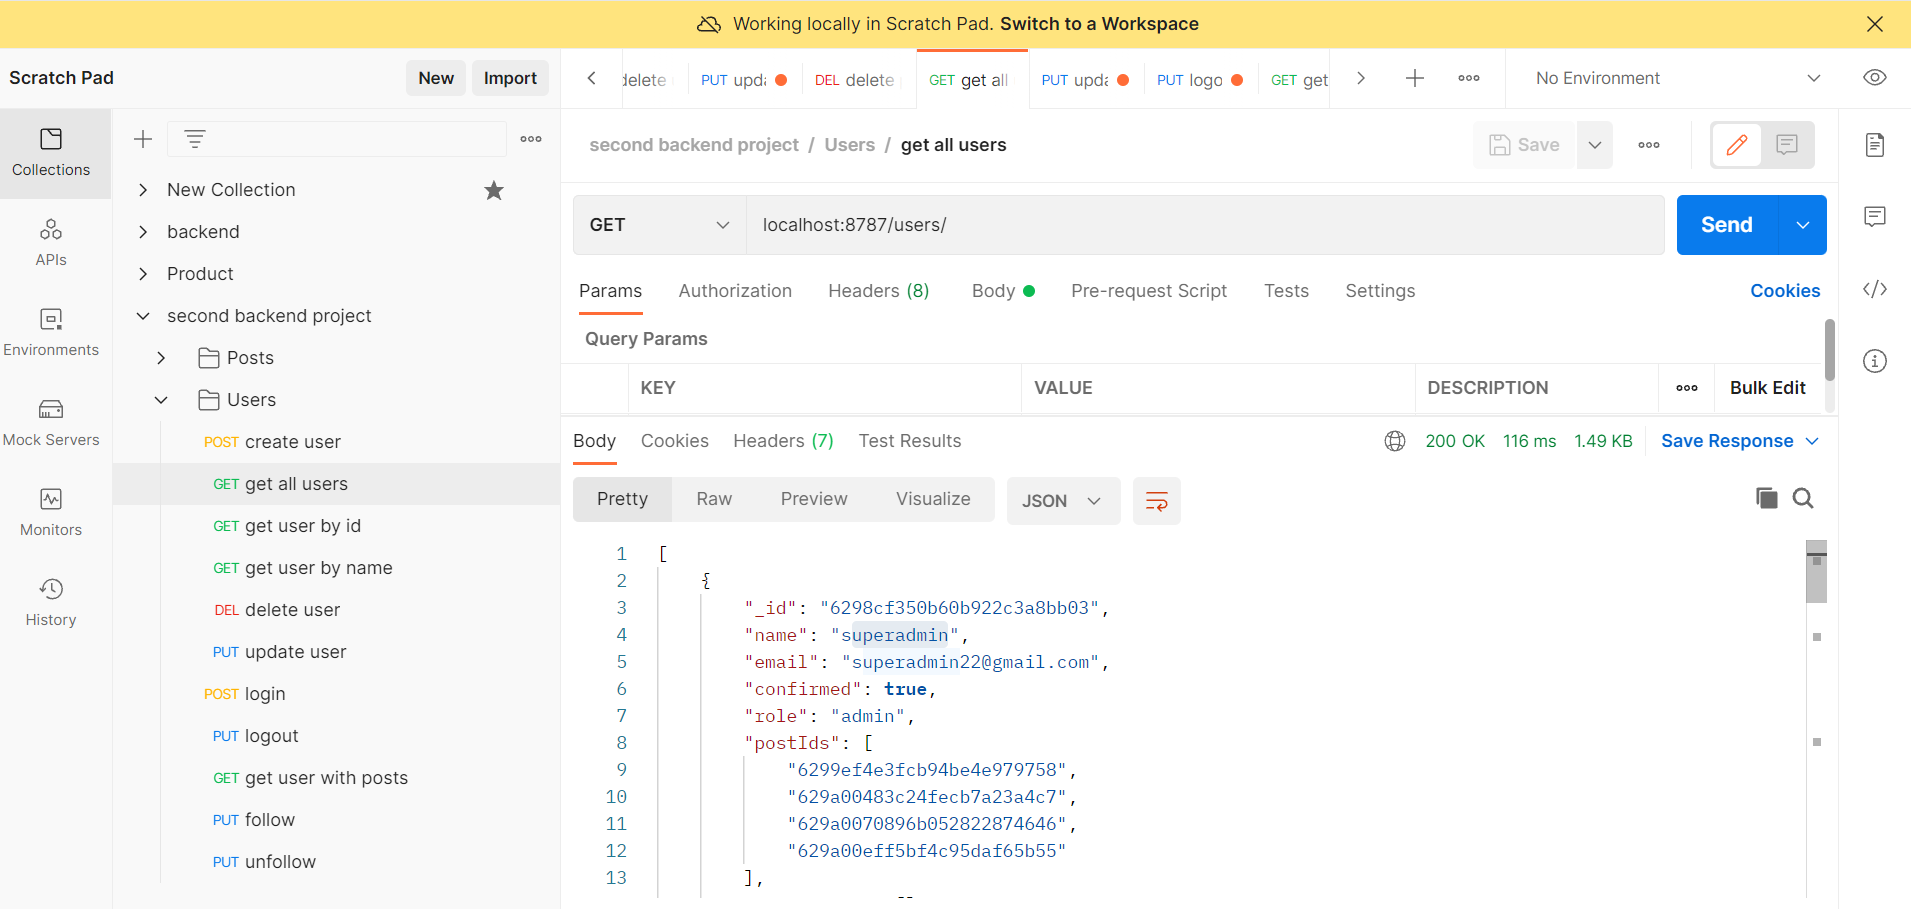 Working locally in Scratch Pad. Switch to a Workspace
Scratch Pad
New
Import
delete
PUT upda
DEL delete
GET get all
PUT upda
PUT logo
GET get
No Environment
Collections
APIs
Environments
Mock Servers
Monitors
History
New Collection
backend
Product
second backend project
Posts
Users
POST create user
GET get all users
GET get user by id
GET get user by name
DEL delete user
PUT update user
POST login
PUT logout
GET get user with posts
PUT follow
PUT unfollow
second backend project / Users / get all users
Save
GET
localhost:8787/users/
Send
Params
Authorization
Headers (8)
Body
Pre-request Script
Tests
Settings
Cookies
Query Params
KEY
VALUE
DESCRIPTION
Bulk Edit
Body
Cookies
Headers (7)
Test Results
200 OK
116 ms
1.49 KB
Save Response
Pretty
Raw
Preview
Visualize
JSON
1 [
2 {
3 "_id": "6298cf350b60b922c3a8bb03",
4 "name": "superadmin",
5 "email": "superadmin22@gmail.com",
6 "confirmed": true,
7 "role": "admin",
8 "postIds": [
9 "6299ef4e3fcb94be4e979758",
10 "629a00483c24fecb7a23a4c7",
11 "629a0070896b052822874646",
12 "629a00eff5bf4c95daf65b55"
13 ],